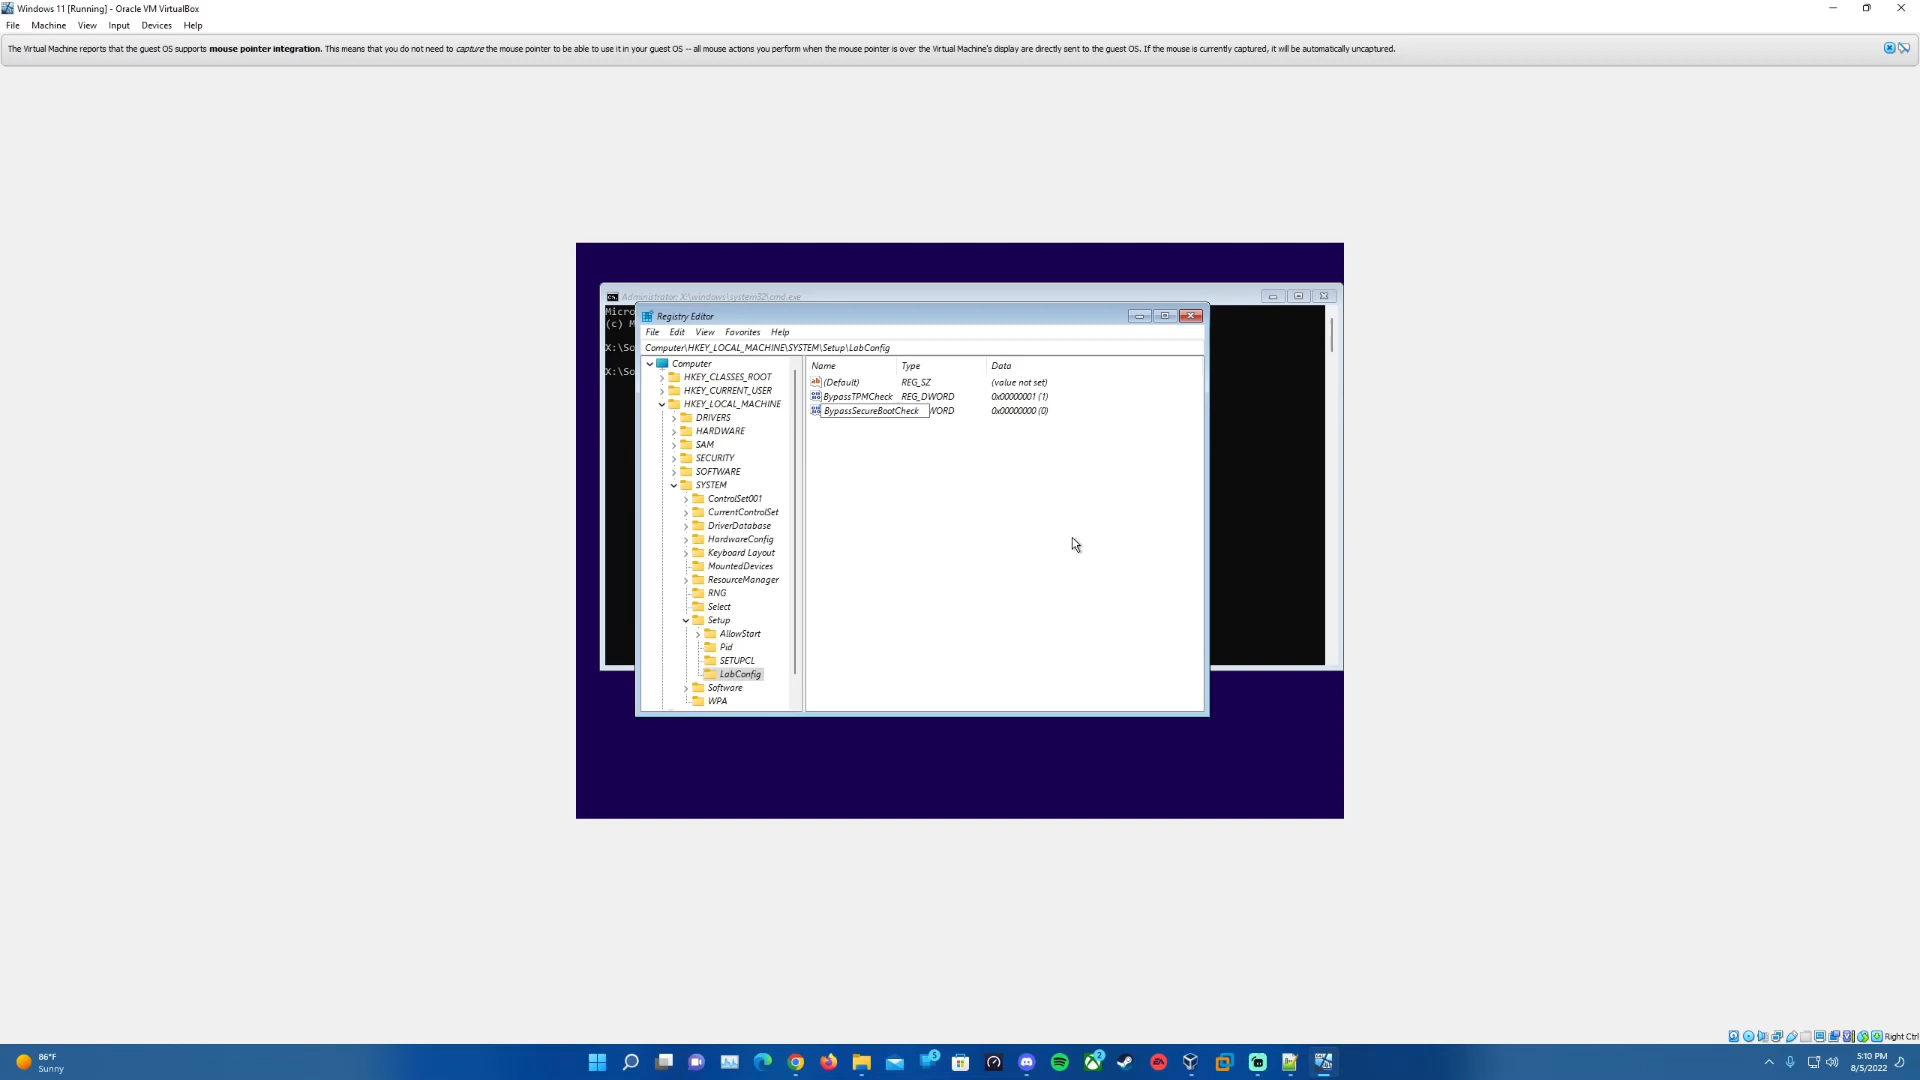 Windows 11 [Running] - Oracle VM VirtualBox
File Machine View Input Devices Help
The Virtual Machine reports that the guest OS supports mouse pointer integration. This means that you do not need to capture the mouse pointer to be able to use it in your guest OS -- all mouse actions you perform when the mouse pointer is over the Virtual Machine's display are directly sent to the guest OS. If the mouse is currently captured, it will be automatically uncaptured.
Administrator: X:\windows\system32\cmd.exe
Micro
(c) M
X:\So
X:\So
Registry Editor
File Edit View Favorites Help
Computer\HKEY_LOCAL_MACHINE\SYSTEM\Setup\LabConfig
Computer
HKEY_CLASSES_ROOT
HKEY_CURRENT_USER
HKEY_LOCAL_MACHINE
DRIVERS
HARDWARE
SAM
SECURITY
SOFTWARE
SYSTEM
ControlSet001
CurrentControlSet
DriverDatabase
HardwareConfig
Keyboard Layout
MountedDevices
ResourceManager
RNG
Select
Setup
AllowStart
Pid
SETUPCL
LabConfig
Software
WPA
Name Type Data
(Default) REG_SZ (value not set)
BypassTPMCheck REG_DWORD 0x00000001 (1)
BypassSecureBootCheck WORD 0x00000000 (0)
Right Ctrl
86°F
Sunny
5
2
5:10 PM
8/5/2022